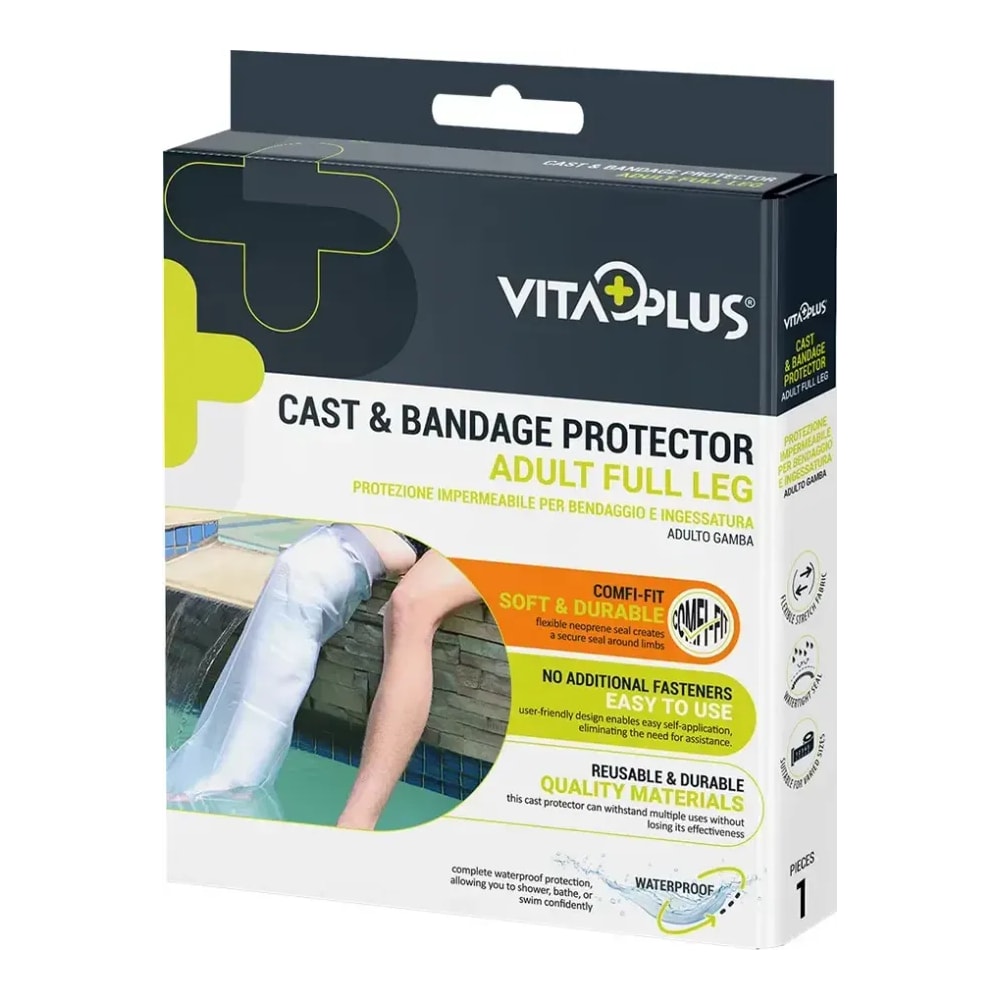 CAST & BANDAGE PROTECTOR
ADULT FULL LEG
VITAPLUS®
CAST & BANDAGE PROTECTOR
ADULT FULL LEG
PROTEZIONE IMPERMEABILE PER BENDAGGIO E INGESSATURA
ADULTO GAMBA
COMFI-FIT
SOFT & DURABLE
flexible neoprene seal creates
a secure seal around limbs
COMFI-FIT
NO ADDITIONAL FASTENERS
EASY TO USE
user-friendly design enables easy self-application,
eliminating the need for assistance.
REUSABLE & DURABLE
QUALITY MATERIALS
this cast protector can withstand multiple uses without
losing its effectiveness
complete waterproof protection,
allowing you to shower, bathe, or
swim confidently
WATERPROOF
VITAPLUS®
CAST
& BANDAGE
PROTECTOR
ADULT FULL LEG
PROTEZIONE
IMPERMEABILE
PER BENDAGGIO
E INGESSATURA
ADULTO GAMBA
FLEXIBLE STRETCH FABRIC
WATERTIGHT SEAL
SUITABLE FOR VARIED SIZES
PIECES
1